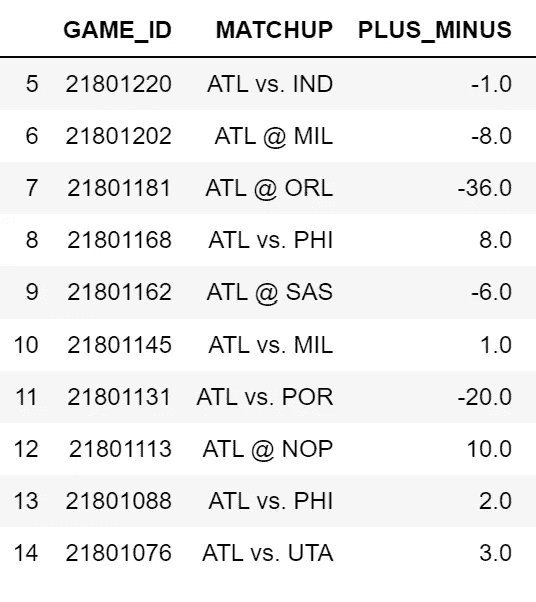 GAME_ID MATCHUP PLUS_MINUS
5 21801220 ATL vs. IND -1.0
6 21801202 ATL @ MIL -8.0
7 21801181 ATL @ ORL -36.0
8 21801168 ATL vs. PHI 8.0
9 21801162 ATL @ SAS -6.0
10 21801145 ATL vs. MIL 1.0
11 21801131 ATL vs. POR -20.0
12 21801113 ATL @ NOP 10.0
13 21801088 ATL vs. PHI 2.0
14 21801076 ATL vs. UTA 3.0